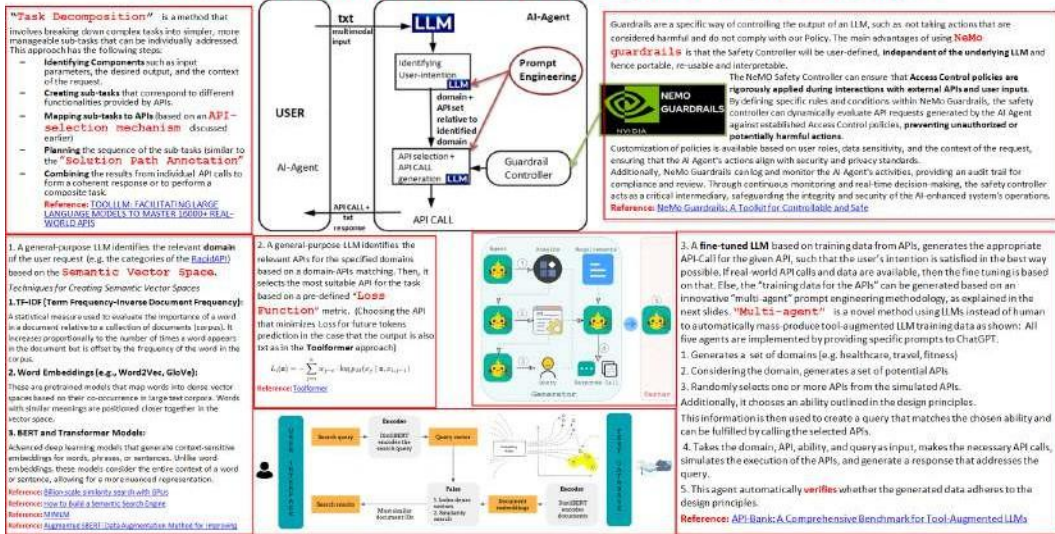 "Task Decomposition" is a method that
involves breaking down complex tasks into simpler, more
manageable sub-tasks that can be individually addressed.
This approach has the following steps:
– Identifying Components such as input
parameters, the desired output, and the context
of the request.
– Creating sub-tasks that correspond to different
functionalities provided by APIs.
– Mapping sub-tasks to APIs (based on an API-
selection mechanism discussed
earlier)
– Planning the sequence of the sub-tasks (similar to
the "Solution Path Annotation"
– Combining the results from individual API calls to
form a coherent response or to perform a
composite task.
Reference: TOOLLLM: FACILITATING LARGE
LANGUAGE MODELS TO MASTER 16000+ REAL-
WORLD APIS
USER
AI-Agent
txt
multimodal
input
AI-Agent
LLM
Identifying
User-intention
LLM
domain +
API set
relative to
identified
domain
API selection +
API CALL
generation
LLM
API CALL
API CALL +
txt
response
Prompt
Engineering
Guardrail
Controller
Guardrails are a specific way of controlling the output of an LLM, such as not taking actions that are
considered harmful and do not comply with our Policy. The main advantages of using NeMo
guardrails is that the Safety Controller will be user-defined, independent of the underlying LLM and
hence portable, re-usable and interpretable.
NEMO
GUARDRAILS
NVIDIA
The NeMO Safety Controller can ensure that Access Control policies are
rigorously applied during interactions with external APIs and user inputs.
By defining specific rules and conditions within NeMo Guardrails, the safety
controller can dynamically evaluate API requests generated by the AI Agent
against established Access Control policies, preventing unauthorized or
potentially harmful actions.
Customization of policies is available based on user roles, data sensitivity, and the context of the request,
ensuring that the AI Agent's actions align with security and privacy standards.
Additionally, NeMo Guardrails can log and monitor the AI Agent's activities, providing an audit trail for
compliance and review. Through continuous monitoring and real-time decision-making, the safety controller
acts as a critical intermediary, safeguarding the integrity and security of the AI-enhanced system's operations.
Reference: NeMo Guardrails: A Toolkit for Controllable and Safe
1. A general-purpose LLM identifies the relevant domain
of the user request (e.g. the categories of the RapidAPI)
based on the Semantic Vector Space.
Techniques for Creating Semantic Vector Spaces
1.TF-IDF (Term Frequency-Inverse Document Frequency):
A statistical measure used to evaluate the importance of a word
in a document relative to a collection of documents (corpus). It
increases proportionally to the number of times a word appears
in the document but is offset by the frequency of the word in the
corpus.
2. Word Embeddings (e.g., Word2Vec, GloVe):
These are pretrained models that map words into dense vector
spaces based on their co-occurrence in large text corpora. Words
with similar meanings are positioned closer together in the
vector space.
3. BERT and Transformer Models:
Advanced deep learning models that generate context-sensitive
embeddings for words, phrases, or sentences. Unlike word
embeddings, these models consider the entire context of a word
or sentence, allowing for a more nuanced representation.
Reference: Billion-scale similarity search with GPUs
Reference: How to Build a Semantic Search Engine
Reference: MiniLM
Reference: Augmented SBERT: Data Augmentation Method for Improving
2. A general-purpose LLM identifies the
relevant APIs for the specified domains
based on a domain-APIs matching. Then, it
selects the most suitable API for the task
based on a pre-defined "Loss
Function" metric. (Choosing the API
that minimizes Loss for future tokens
prediction in the case that the output is also
txt as in the Toolformer approach)
Reference: Toolformer
Agent
Query
Response Call
Generator
Tester
Search query
Encoder
DistilBERT
encodes the
search query
Query vector
Search results
Most similar
document IDs
Faiss
1. Index dense
vectors
2. Similarity
search
Document
embeddings
Encoder
DistilBERT
encodes
documents
3. A fine-tuned LLM based on training data from APIs, generates the appropriate
API-Call for the given API, such that the user's intention is satisfied in the best way
possible. If real-world API calls and data are available, then the fine tuning is based
on that. Else, the "training data for the APIs" can be generated based on an
innovative "multi-agent" prompt engineering methodology, as explained in the
next slides. "Multi-agent" is a novel method using LLMs instead of human
to automatically mass-produce tool-augmented LLM training data as shown: All
five agents are implemented by providing specific prompts to ChatGPT.
1. Generates a set of domains (e.g. healthcare, travel, fitness)
2. Considering the domain, generates a set of potential APIs
3. Randomly selects one or more APIs from the simulated APIs.
Additionally, it chooses an ability outlined in the design principles.
This information is then used to create a query that matches the chosen ability and
can be fulfilled by calling the selected APIs.
4. Takes the domain, API, ability, and query as input, makes the necessary API calls,
simulates the execution of the APIs, and generate a response that addresses the
query.
5. This agent automatically verifies whether the generated data adheres to the
design principles.
Reference: API-Bank: A Comprehensive Benchmark for Tool-Augmented LLMs